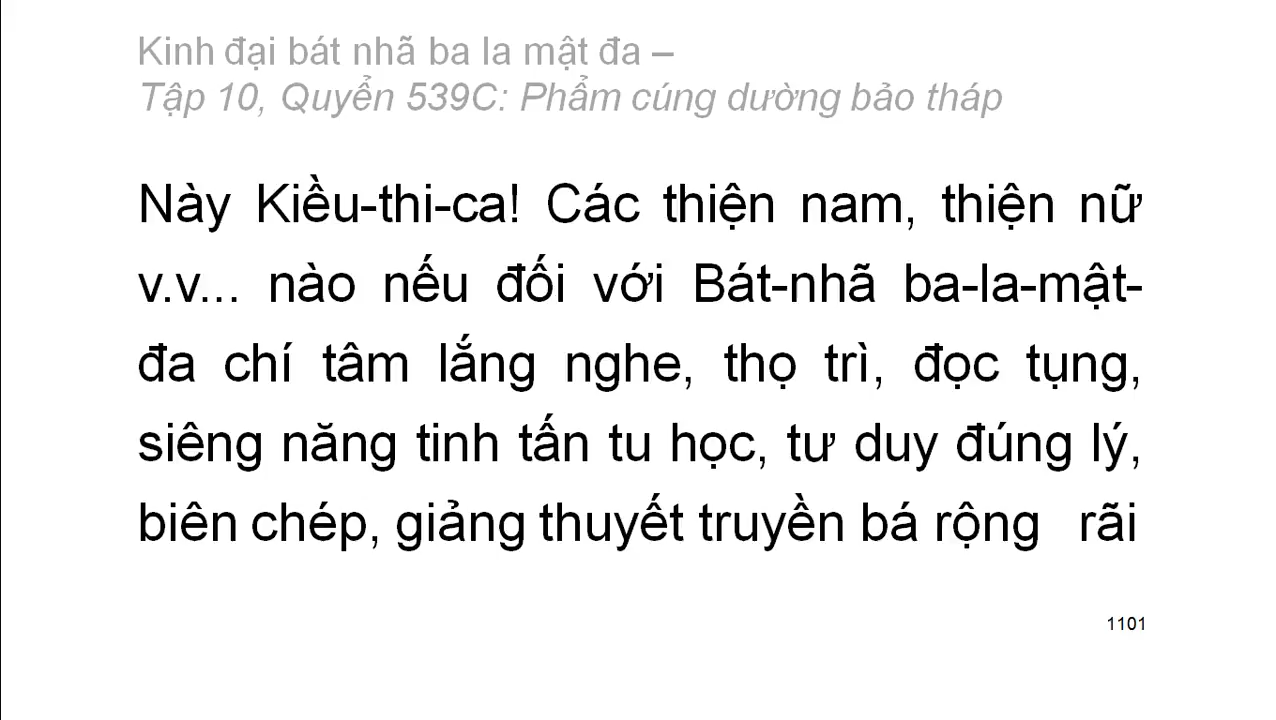 Kinh đại bát nhã ba la mật đa –
Tập 10, Quyển 539C: Phẩm cúng dường bảo tháp
Này Kiều-thi-ca! Các thiện nam, thiện nữ
v.v... nào nếu đối với Bát-nhã ba-la-mật-
đa chí tâm lắng nghe, thọ trì, đọc tụng,
siêng năng tinh tấn tu học, tư duy đúng lý,
biên chép, giảng thuyết truyền bá rộng rãi
1101